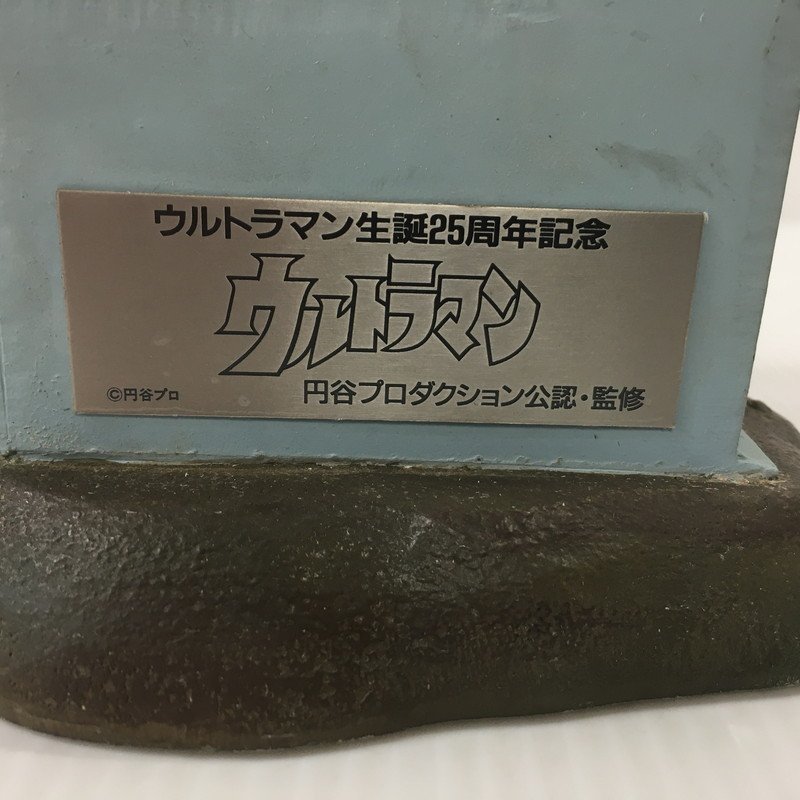 ウルトラマン生誕25周年記念
ウルトラマン
©円谷プロ
円谷プロダクション公認・監修